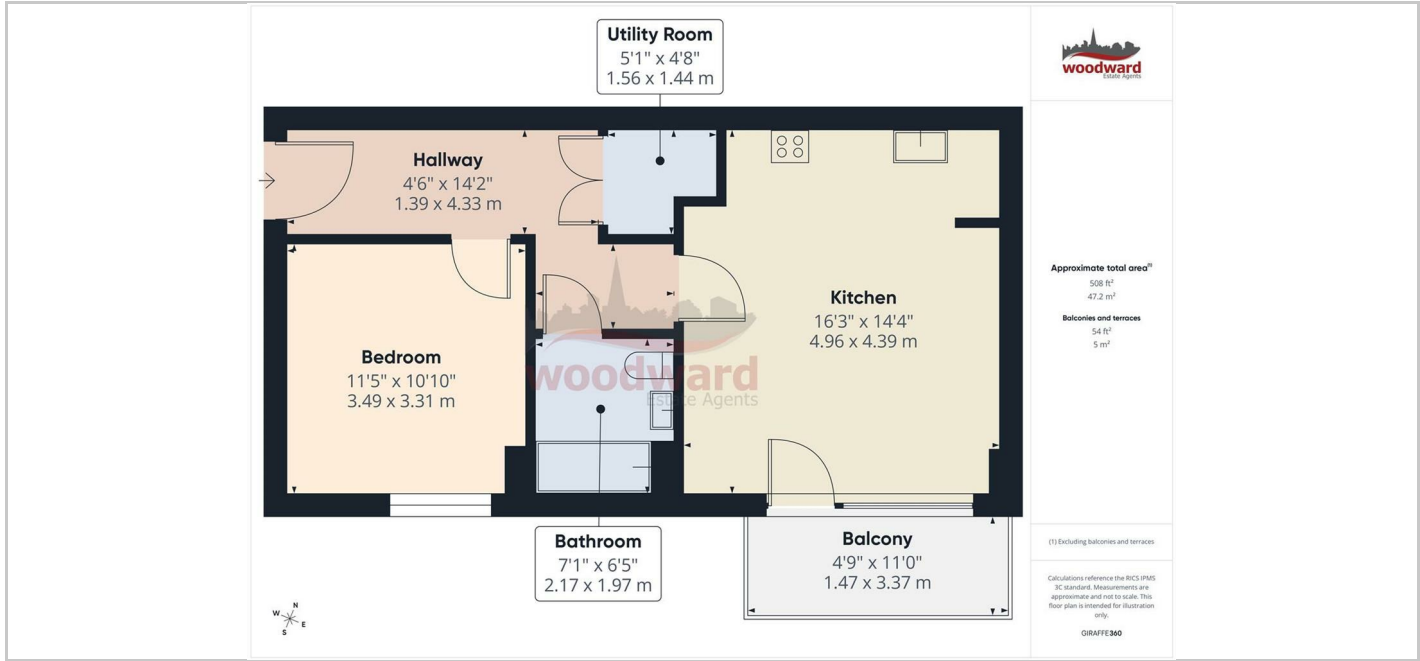 Utility Room
5'1" x 4'8"
1.56 x 1.44 m
Hallway
4'6" x 14'2"
1.39 x 4.33 m
Kitchen
16'3" x 14'4"
4.96 x 4.39 m
Bedroom
11'5" x 10'10"
3.49 x 3.31 m
woodward
Estate Agents
Bathroom
7'1" x 6'5"
2.17 x 1.97 m
Balcony
4'9" x 11'0"
1.47 x 3.37 m
N
W
E
S
woodward
Estate Agents
Approximate total area(1)
508 ft²
47.2 m²
Balconies and terraces
54 ft²
5 m²
(1) Excluding balconies and terraces
Calculations reference the RICS IPMS
3C standard. Measurements are
approximate and not to scale. This
floor plan is intended for illustration
only.
GIRAFFE360